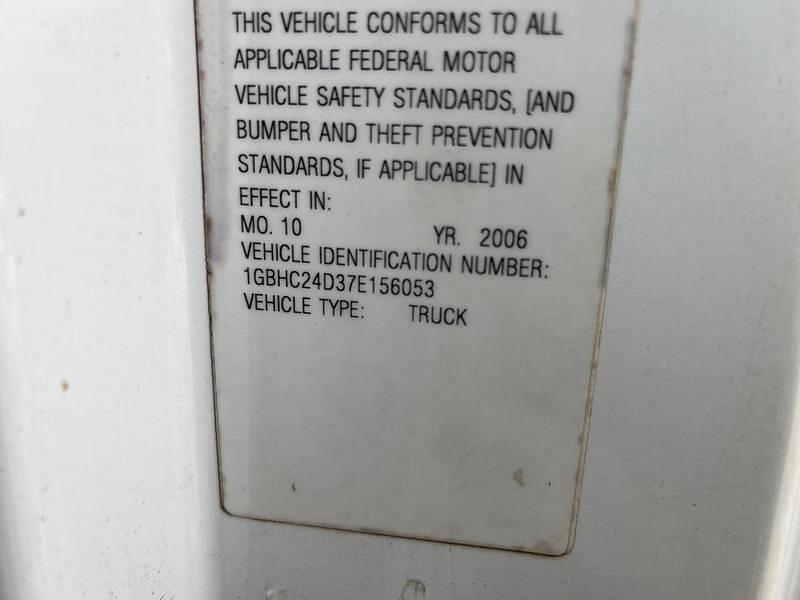 THIS VEHICLE CONFORMS TO ALL
APPLICABLE FEDERAL MOTOR
VEHICLE SAFETY STANDARDS, [AND
BUMPER AND THEFT PREVENTION
STANDARDS, IF APPLICABLE] IN
EFFECT IN:
MO. 10 YR. 2006
VEHICLE IDENTIFICATION NUMBER:
1GBHC24D37E156053
VEHICLE TYPE: TRUCK